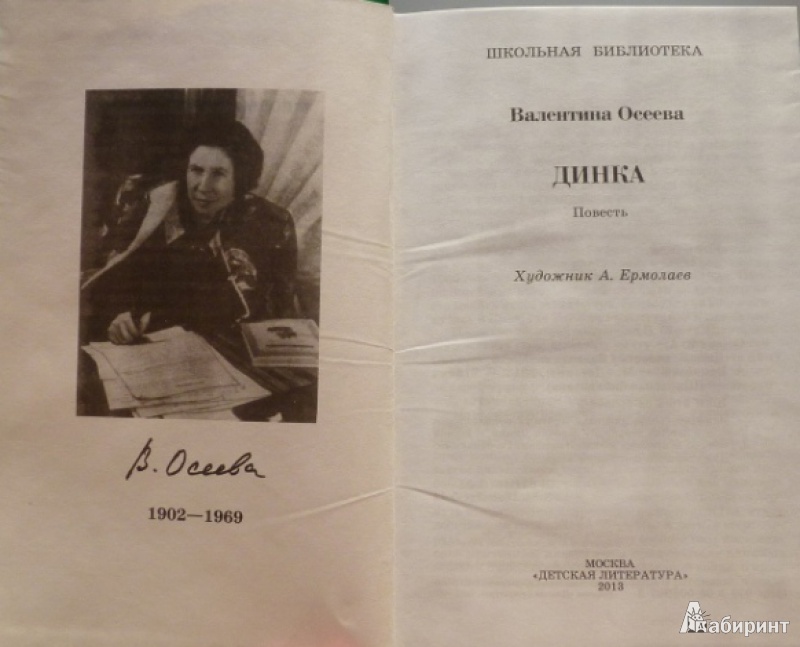 В. Осеева
1902—1969
ШКОЛЬНАЯ БИБЛИОТЕКА
Валентина Осеева
ДИНКА
Повесть
Художник А. Ермолаев
МОСКВА
«ДЕТСКАЯ ЛИТЕРАТУРА»
2013
Лабиринт